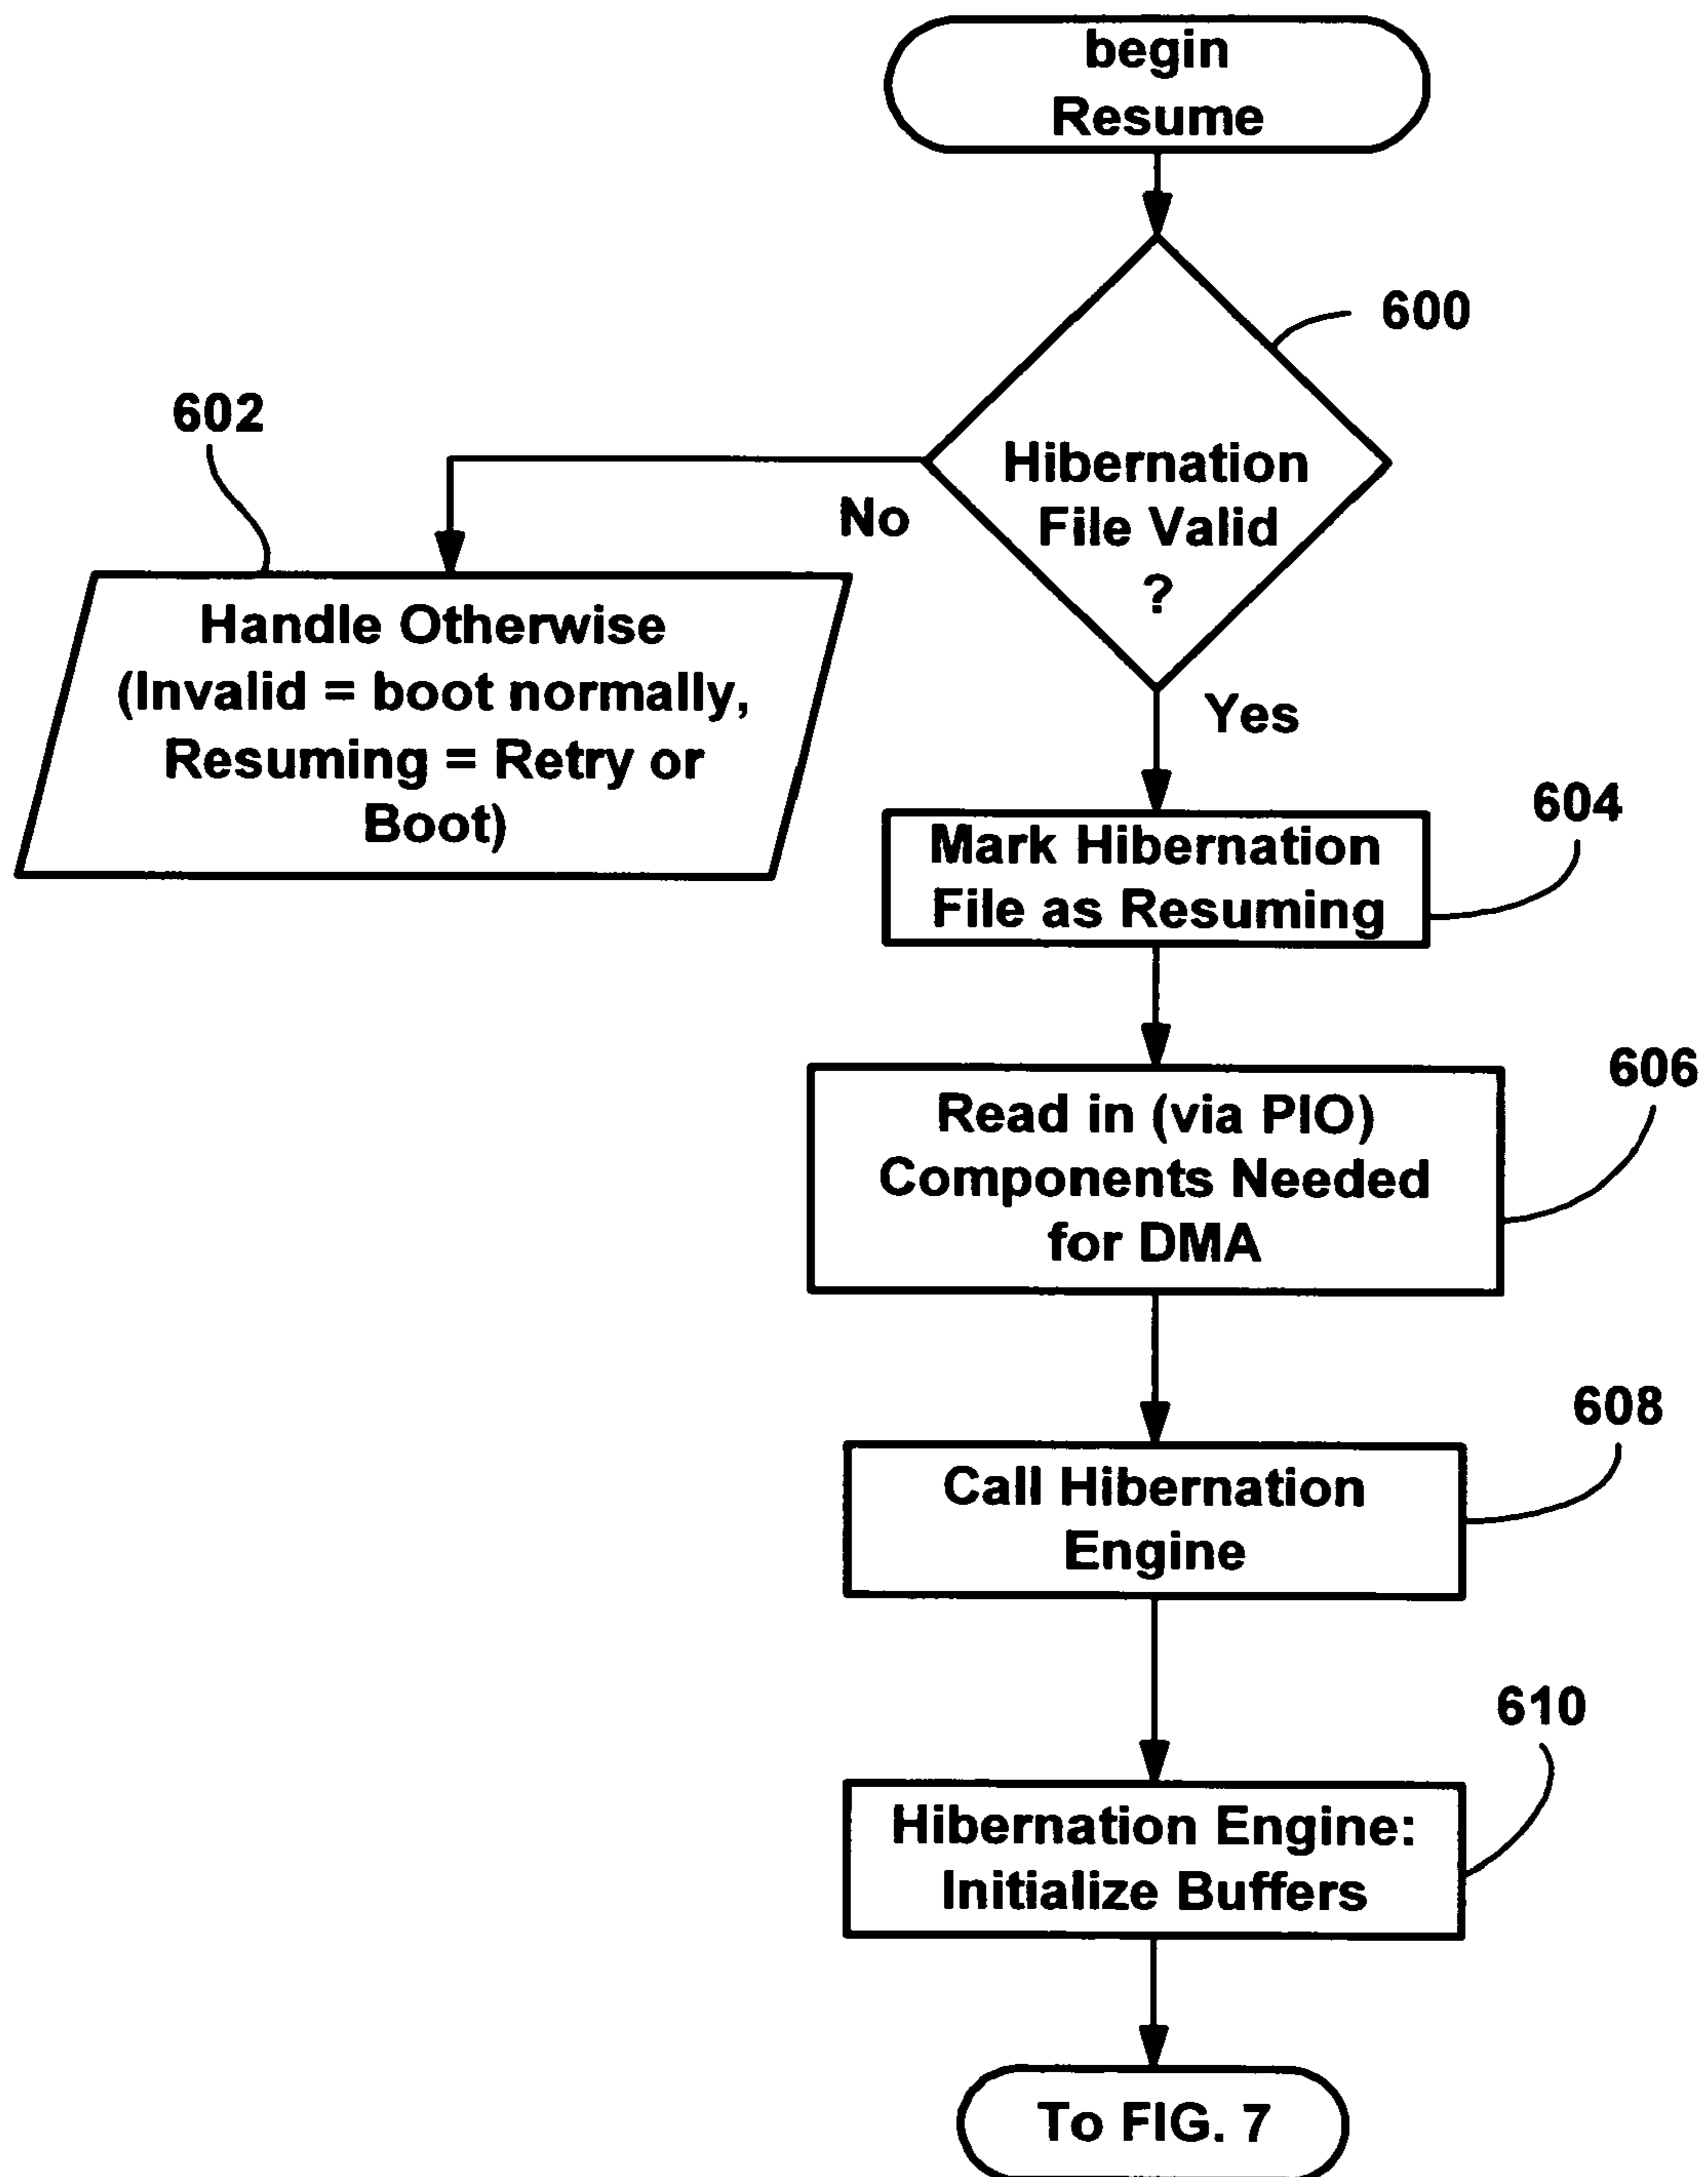 begin
Resume
600
602
Hibernation
File Valid
?
No
Handle Otherwise
(Invalid = boot normally,
Resuming = Retry or
Boot)
Yes
604
Mark Hibernation
File as Resuming
606
Read in (via PIO)
Components Needed
for DMA
608
Call Hibernation
Engine
610
Hibernation Engine:
Initialize Buffers
To FIG. 7